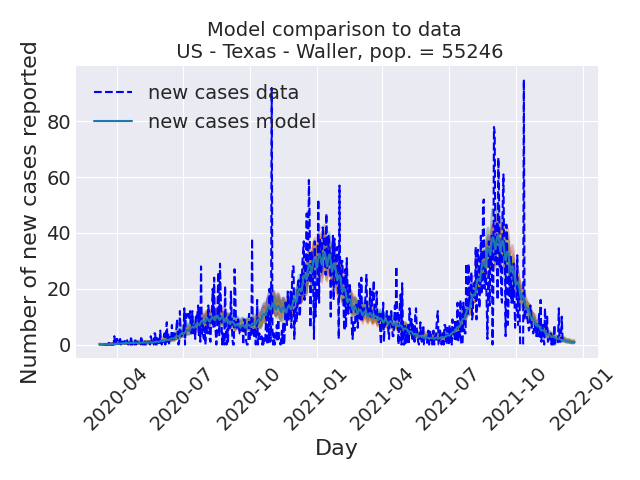 Model comparison to data
US - Texas - Waller, pop. = 55246
new cases data
new cases model
Number of new cases reported
80
60
40
20
0
2020-04
2020-07
2020-10
2021-01
2021-04
2021-07
2021-10
2022-01
Day